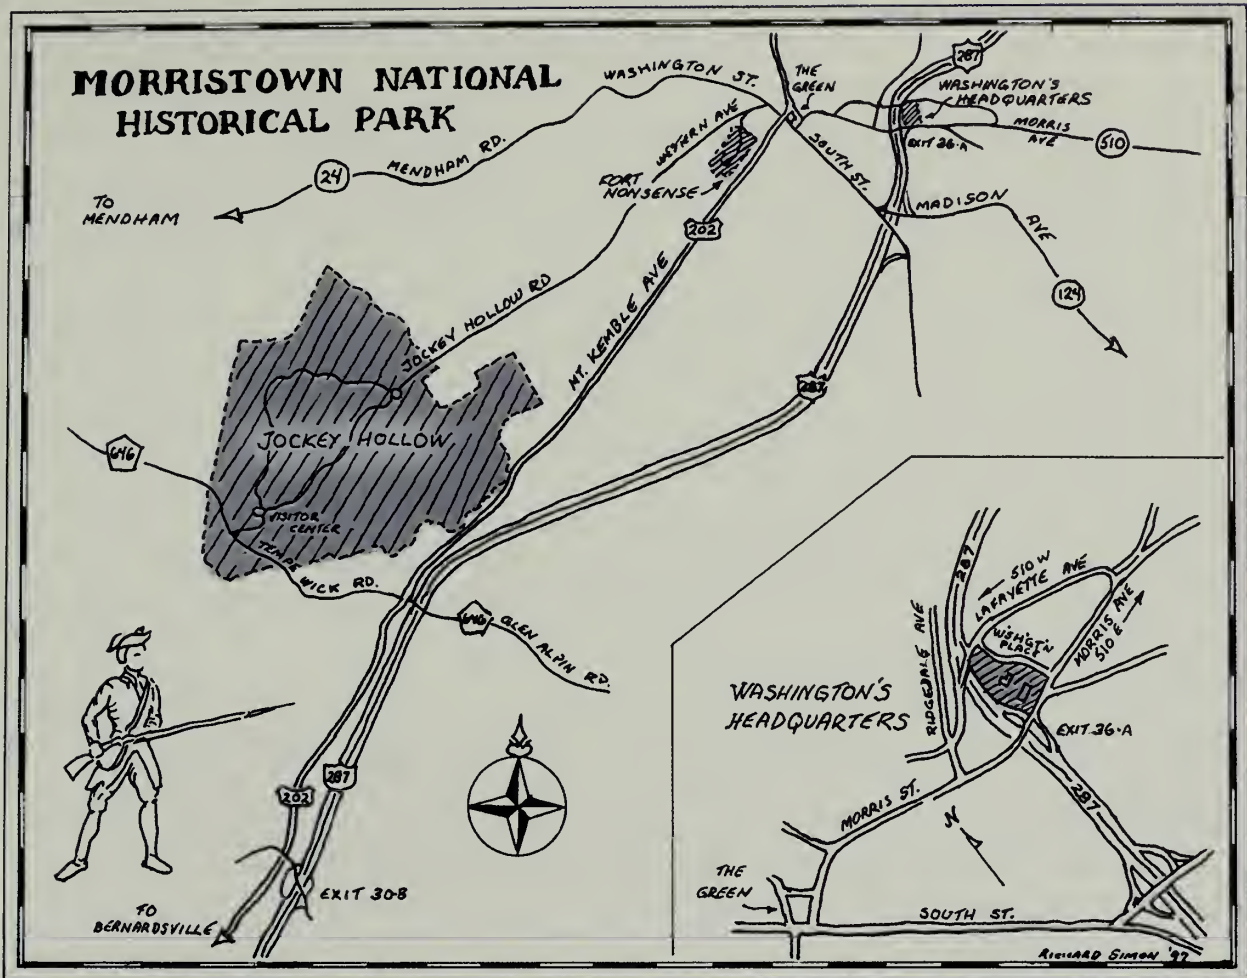 MORRISTOWN NATIONAL
HISTORICAL PARK
WASHINGTON ST.
THE
GREEN
287
WASHINGTON'S
HEADQUARTERS
MORRIS
AVE
510
EXIT 36-A
WESTERN AVE
SOUTH ST.
24
MENDHAM RD.
FORT
NONSENSE
TO
MENDHAM
202
MADISON
AVE
124
JOCKEY HOLLOW RD
MT. KEMBLE AVE
287
JOCKEY HOLLOW
646
VISITOR
CENTER
TEMPE WICK RD.
646
GLEN ALPIN RD.
287
202
EXIT 30-B
TO
BERNARDSVILLE
287
510 W
LAFAYETTE AVE
RIDGEDALE AVE
W'SH'GT'N
PLACE
MORRIS AVE
510 E
WASHINGTON'S
HEADQUARTERS
EXIT 36-A
287
MORRIS ST.
N
THE
GREEN
SOUTH ST.
RICHARD SIMON '97